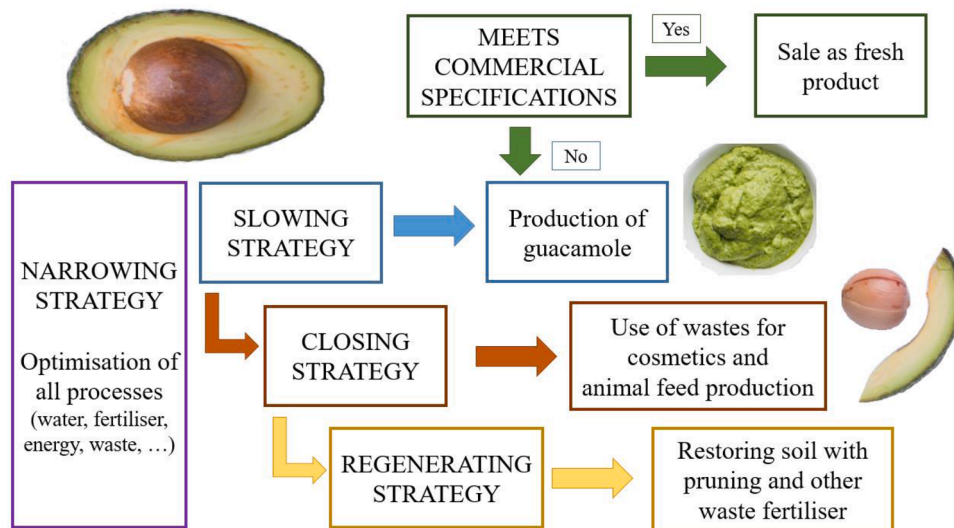 MEETS
COMMERCIAL
SPECIFICATIONS
Yes
Sale as fresh
product
No
NARROWING
STRATEGY
Optimisation of
all processes
(water, fertiliser,
energy, waste, …)
SLOWING
STRATEGY
Production of
guacamole
CLOSING
STRATEGY
Use of wastes for
cosmetics and
animal feed production
REGENERATING
STRATEGY
Restoring soil with
pruning and other
waste fertiliser